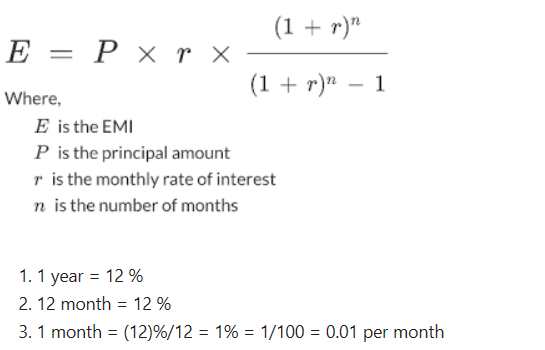 E = P × r × (1 + r)ⁿ / (1 + r)ⁿ − 1
Where,
E is the EMI
P is the principal amount
r is the monthly rate of interest
n is the number of months
1. 1 year = 12 %
2. 12 month = 12 %
3. 1 month = (12)%/12 = 1% = 1/100 = 0.01 per month